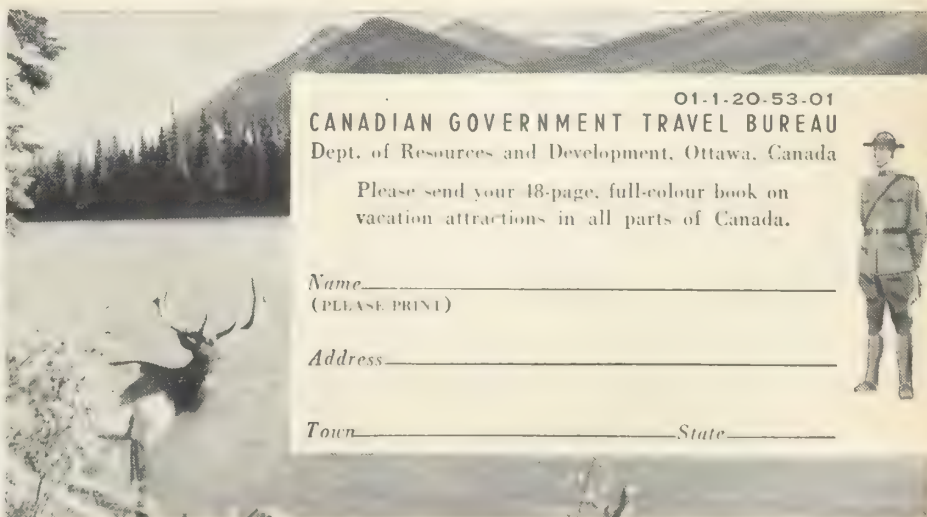 01-1-20-53-01
CANADIAN GOVERNMENT TRAVEL BUREAU
Dept. of Resources and Development, Ottawa, Canada
Please send your 48-page, full-colour book on
vacation attractions in all parts of Canada.
Name
(PLEASE PRINT)
Address
Town State